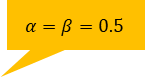 α = β = 0.5